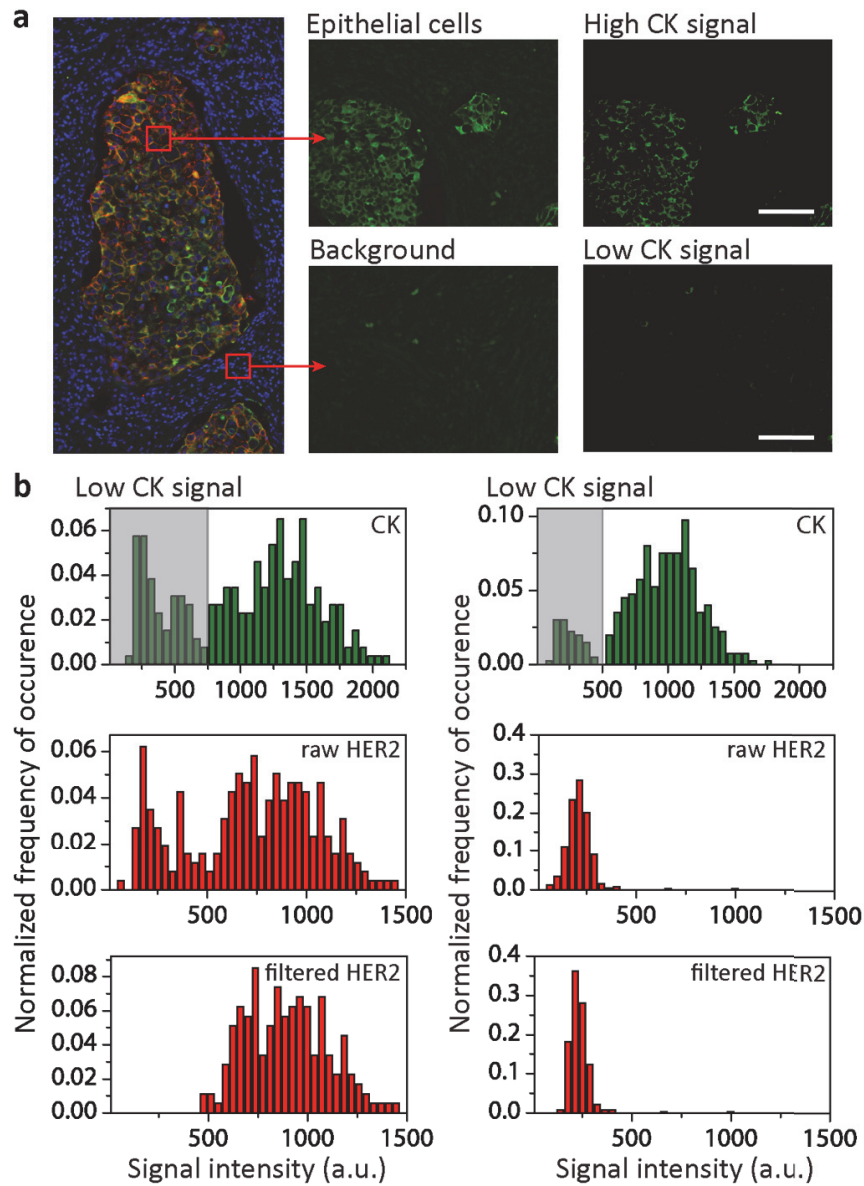 a
Epithelial cells
High CK signal
Background
Low CK signal
b
Low CK signal
Low CK signal
Normalized frequency of occurence
CK
0.06
0.04
0.02
0.00
500 1000 1500 2000
raw HER2
0.06
0.04
0.02
0.00
500 1000 1500
filtered HER2
0.08
0.06
0.04
0.02
0.00
500 1000 1500
Signal intensity (a.u.)
Normalized frequency of occurence
CK
0.10
0.05
0.00
0 500 1000 1500 2000
raw HER2
0.4
0.3
0.2
0.1
0.0
500 1000 1500
filtered HER2
0.4
0.3
0.2
0.1
0.0
500 1000 1500
Signal intensity (a.u.)